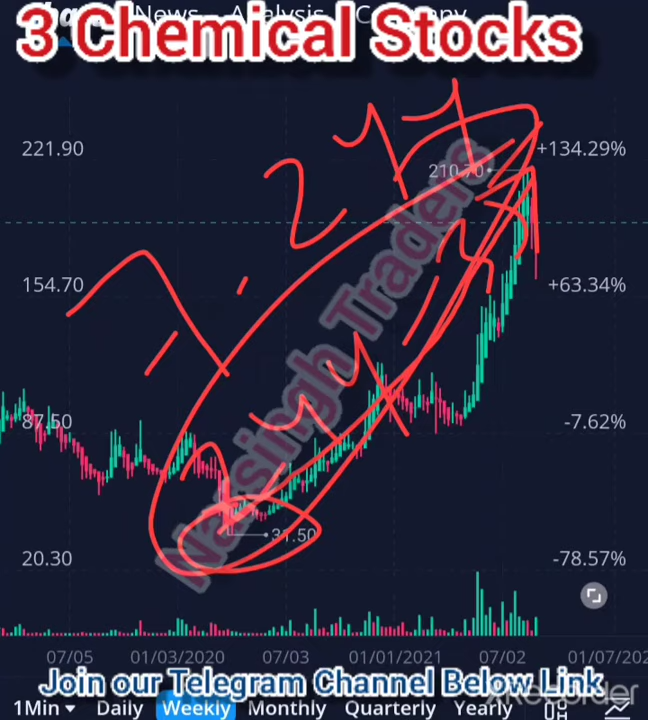 News Analysis Company
3 Chemical Stocks
221.90
+134.29%
210.70
154.70
+63.34%
Narsingh Traders
87.50
-7.62%
31.50
20.30
-78.57%
07/05 01/03/2020 07/03 01/01/2021 07/02 01/07/202
Join our Telegram Channel Below Link
1Min Daily Weekly Monthly Quarterly Yearly